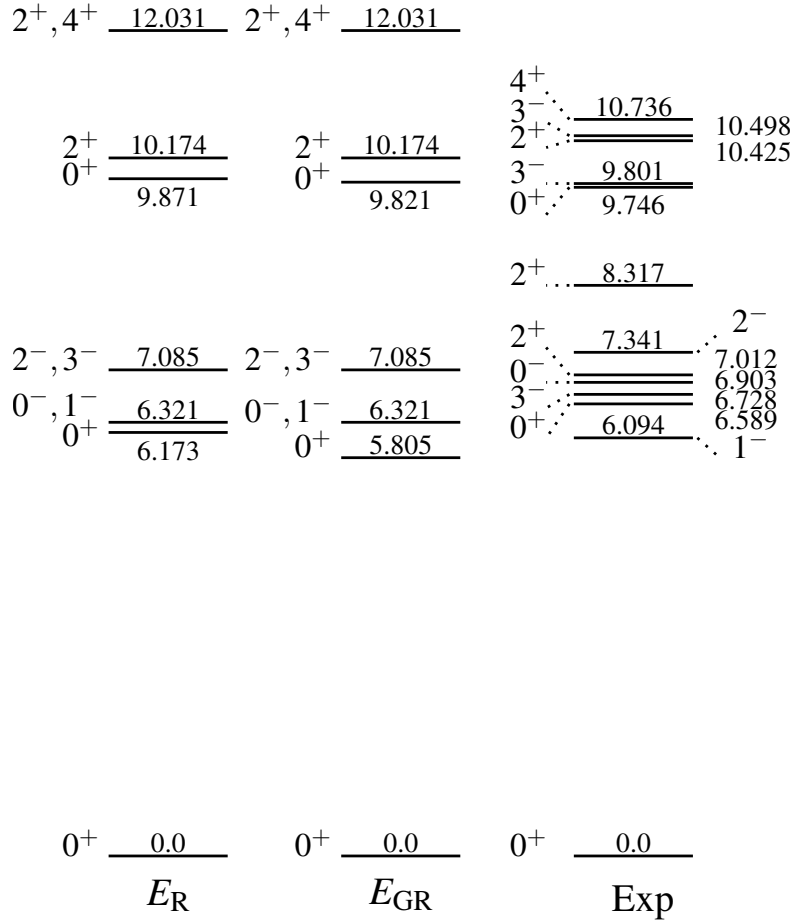 2⁺,4⁺ 12.031 2⁺,4⁺ 12.031
4⁺
3⁻ 10.736 10.498
2⁺ 10.174 2⁺ 10.174 2⁺ 10.425
0⁺ 9.871 0⁺ 9.821 3⁻ 9.801
0⁺ 9.746
2⁺ 8.317
2⁻
2⁻,3⁻ 7.085 2⁻,3⁻ 7.085 2⁺ 7.341 7.012
0⁻ 6.903
0⁻,1⁻ 6.321 0⁻,1⁻ 6.321 3⁻ 6.728
0⁺ 6.173 0⁺ 5.805 0⁺ 6.094 6.589
1⁻
0⁺ 0.0 0⁺ 0.0 0⁺ 0.0
E_R E_GR Exp